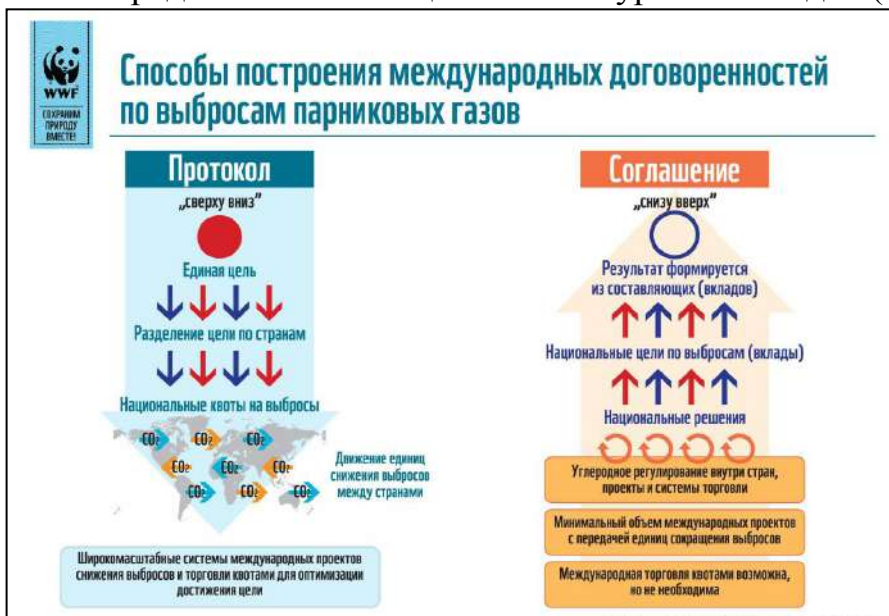 WWF
СОХРАНИМ
ПРИРОДУ
ВМЕСТЕ!
Способы построения международных договоренностей
по выбросам парниковых газов
Протокол
„сверху вниз"
Единая цель
Разделение цели по странам
Национальные квоты на выбросы
CO₂ CO₂ CO₂
CO₂ CO₂ CO₂
CO₂ CO₂ CO₂
Движение единиц
снижения выбросов
между странами
Широкомасштабные системы международных проектов
снижения выбросов и торговли квотами для оптимизации
достижения цели
Соглашение
„снизу вверх"
Результат формируется
из составляющих (вкладов)
Национальные цели по выбросам (вклады)
Национальные решения
Углеродное регулирование внутри стран,
проекты и системы торговли
Минимальный объем международных проектов
с передачей единиц сокращения выбросов
Международная торговля квотами возможна,
но не необходима